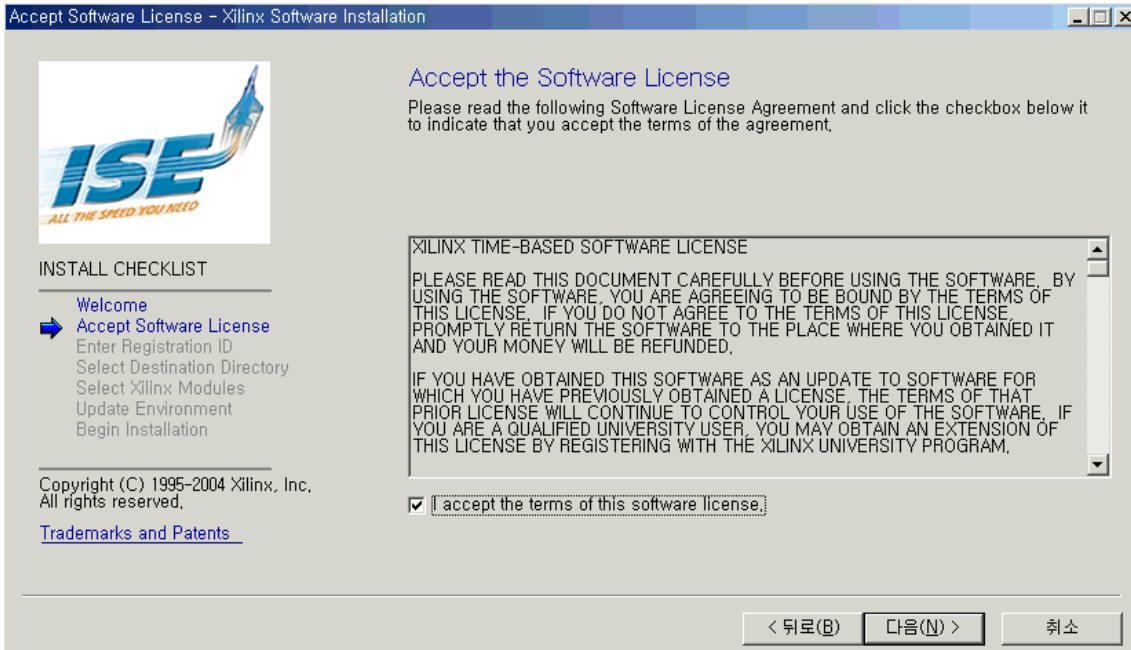 Accept Software License - Xilinx Software Installation
ISE
ALL THE SPEED YOU NEED
INSTALL CHECKLIST
Welcome
Accept Software License
Enter Registration ID
Select Destination Directory
Select Xilinx Modules
Update Environment
Begin Installation
Copyright (C) 1995-2004 Xilinx, Inc.
All rights reserved.
Trademarks and Patents
Accept the Software License
Please read the following Software License Agreement and click the checkbox below it
to indicate that you accept the terms of the agreement.
XILINX TIME-BASED SOFTWARE LICENSE
PLEASE READ THIS DOCUMENT CAREFULLY BEFORE USING THE SOFTWARE. BY
USING THE SOFTWARE, YOU ARE AGREEING TO BE BOUND BY THE TERMS OF
THIS LICENSE. IF YOU DO NOT AGREE TO THE TERMS OF THIS LICENSE,
PROMPTLY RETURN THE SOFTWARE TO THE PLACE WHERE YOU OBTAINED IT
AND YOUR MONEY WILL BE REFUNDED.
IF YOU HAVE OBTAINED THIS SOFTWARE AS AN UPDATE TO SOFTWARE FOR
WHICH YOU HAVE PREVIOUSLY OBTAINED A LICENSE, THE TERMS OF THAT
PRIOR LICENSE WILL CONTINUE TO CONTROL YOUR USE OF THE SOFTWARE. IF
YOU ARE A QUALIFIED UNIVERSITY USER, YOU MAY OBTAIN AN EXTENSION OF
THIS LICENSE BY REGISTERING WITH THE XILINX UNIVERSITY PROGRAM.
I accept the terms of this software license.
< 뒤로(B)
다음(N) >
취소